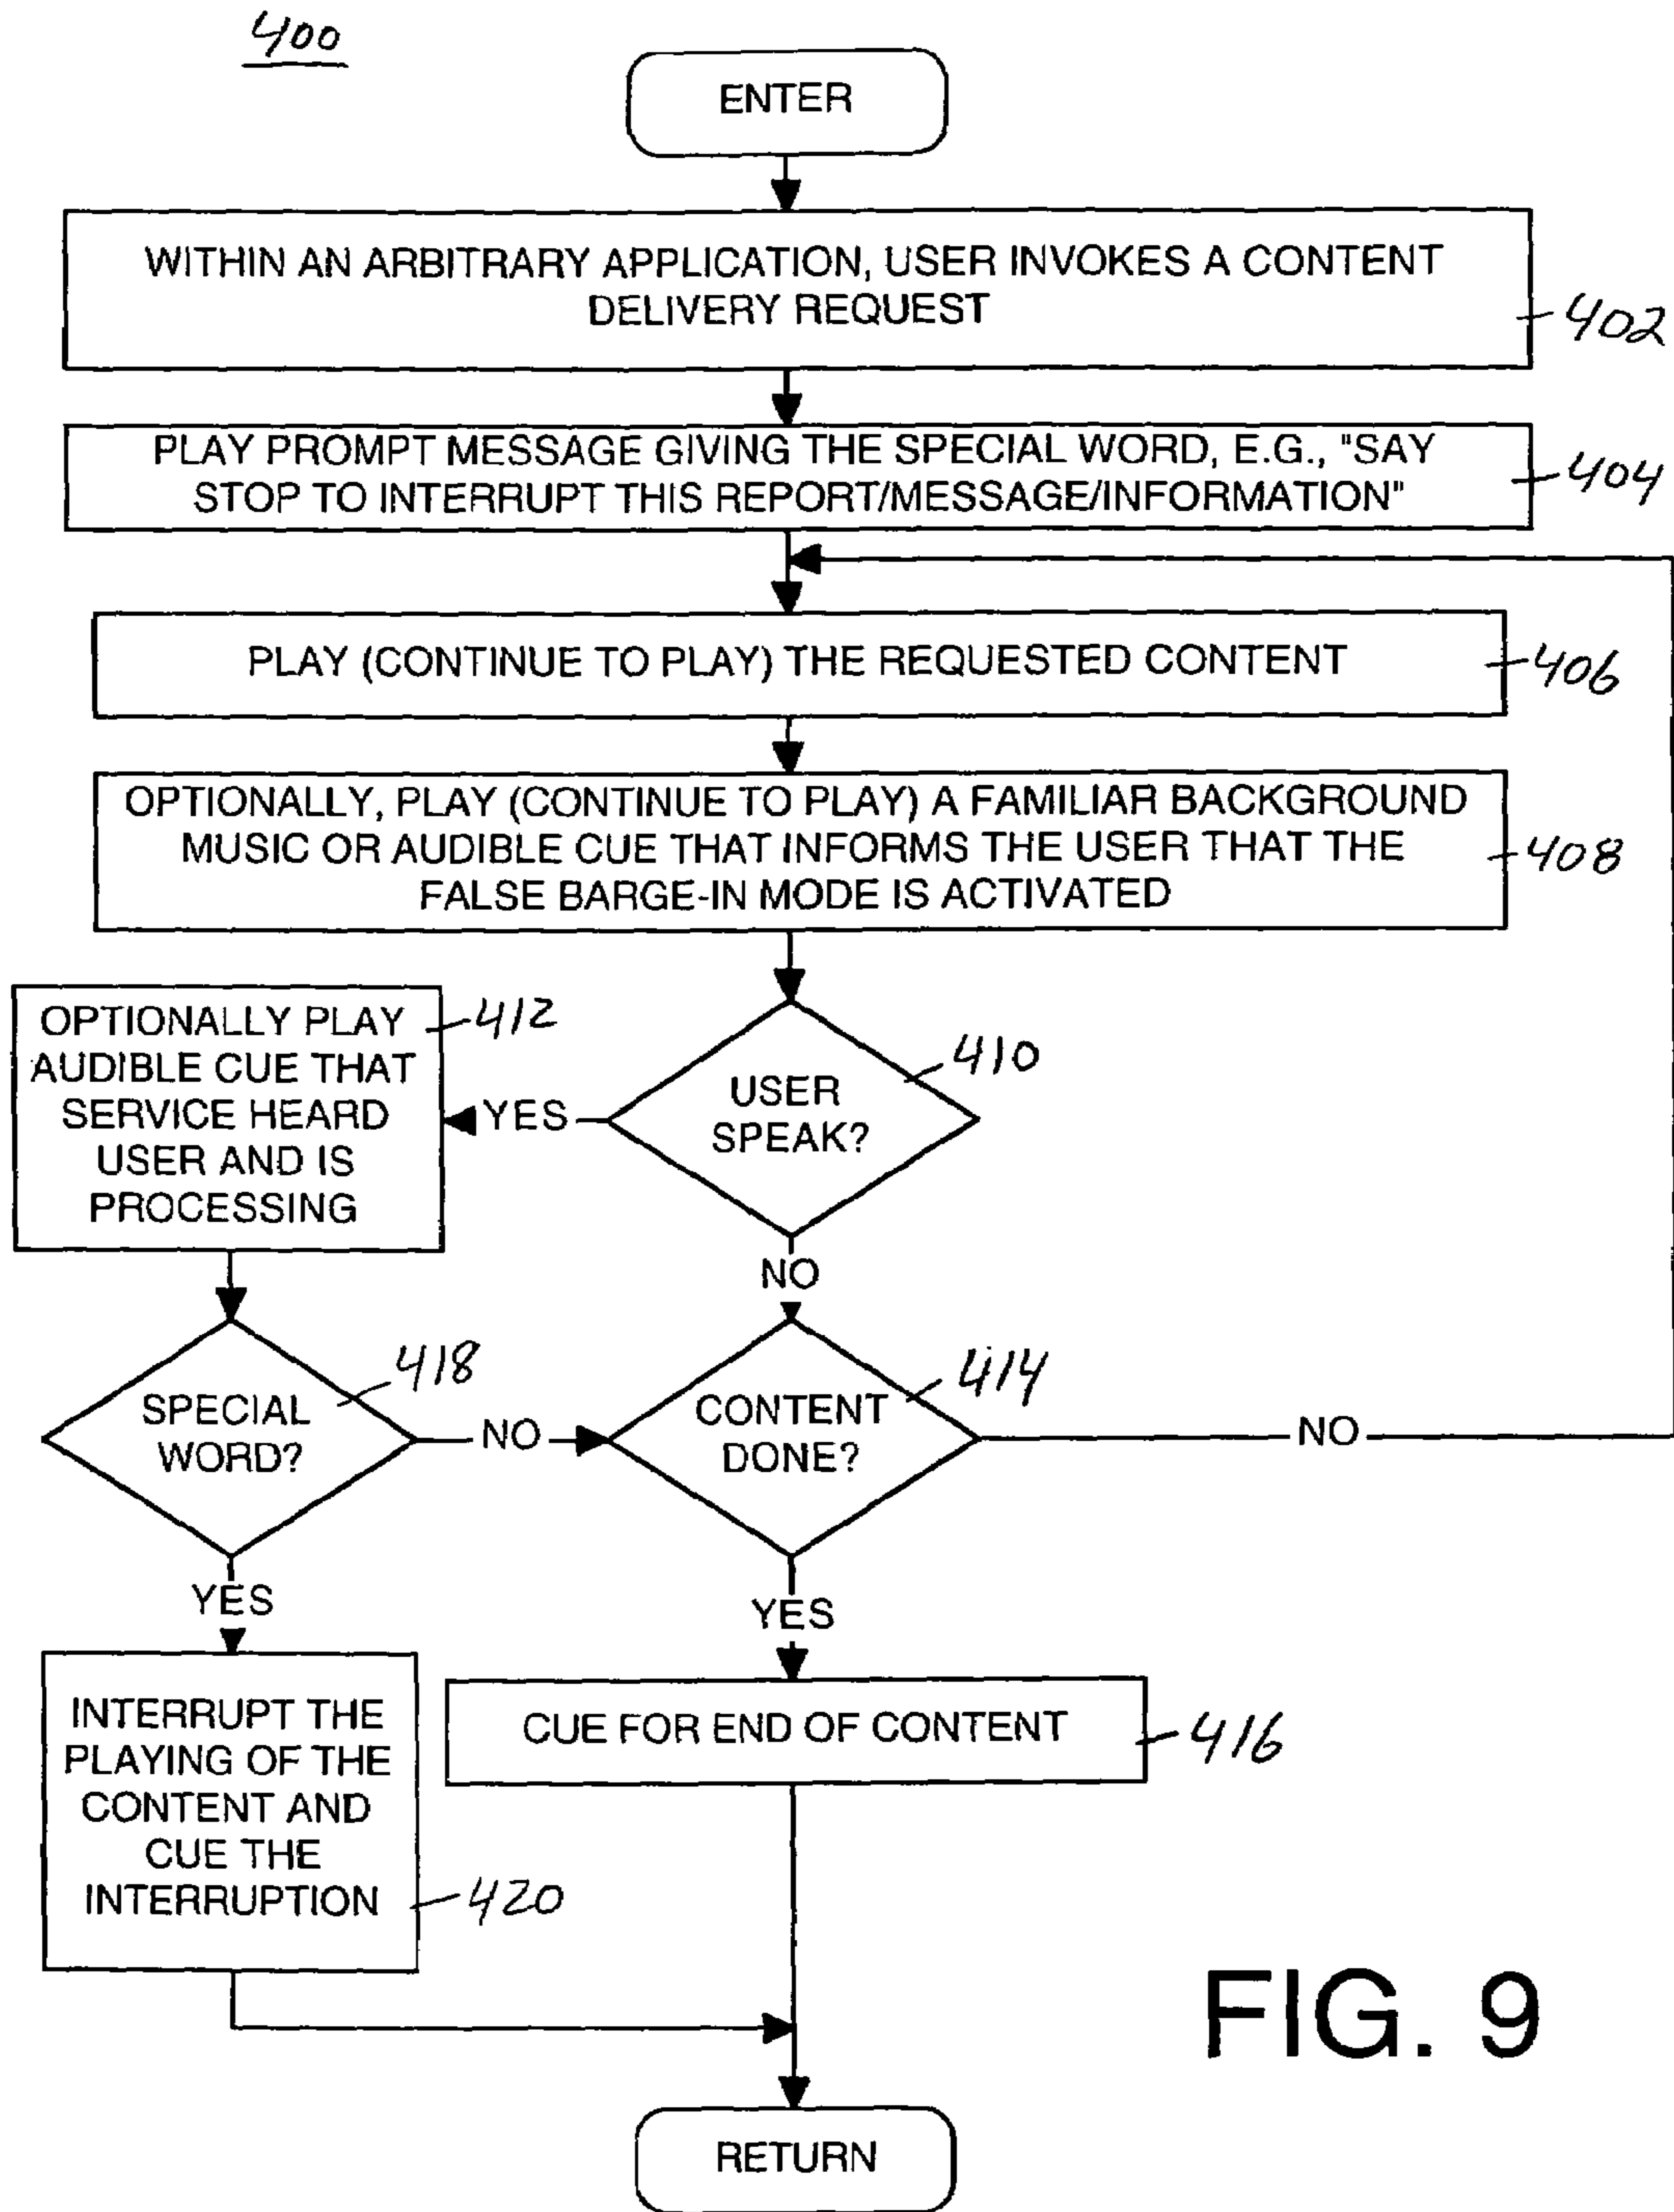 400
ENTER
WITHIN AN ARBITRARY APPLICATION, USER INVOKES A CONTENT
DELIVERY REQUEST
402
PLAY PROMPT MESSAGE GIVING THE SPECIAL WORD, E.G., "SAY
STOP TO INTERRUPT THIS REPORT/MESSAGE/INFORMATION"
404
PLAY (CONTINUE TO PLAY) THE REQUESTED CONTENT
406
OPTIONALLY, PLAY (CONTINUE TO PLAY) A FAMILIAR BACKGROUND
MUSIC OR AUDIBLE CUE THAT INFORMS THE USER THAT THE
FALSE BARGE-IN MODE IS ACTIVATED
408
OPTIONALLY PLAY
AUDIBLE CUE THAT
SERVICE HEARD
USER AND IS
PROCESSING
412
YES
USER
SPEAK?
410
NO
SPECIAL
WORD?
418
NO
CONTENT
DONE?
414
NO
YES
YES
INTERRUPT THE
PLAYING OF THE
CONTENT AND
CUE THE
INTERRUPTION
420
CUE FOR END OF CONTENT
416
RETURN
FIG. 9